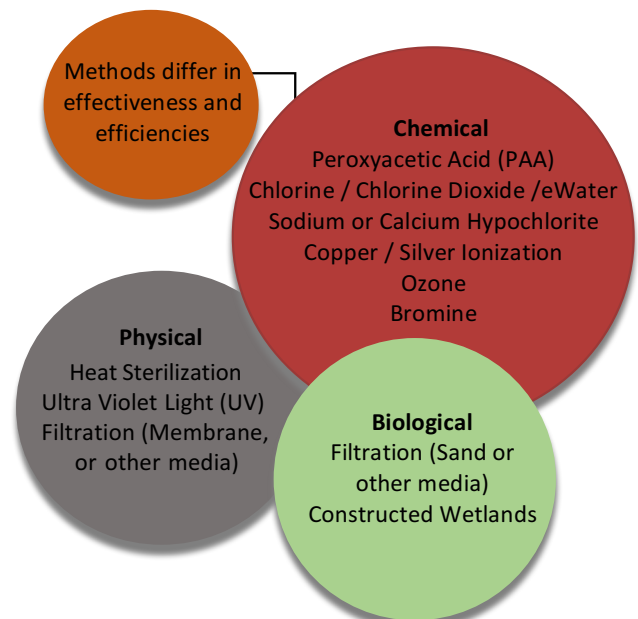 Methods differ in
effectiveness and
efficiencies
Chemical
Peroxyacetic Acid (PAA)
Chlorine / Chlorine Dioxide /eWater
Sodium or Calcium Hypochlorite
Copper / Silver Ionization
Ozone
Bromine
Physical
Heat Sterilization
Ultra Violet Light (UV)
Filtration (Membrane,
or other media)
Biological
Filtration (Sand or
other media)
Constructed Wetlands